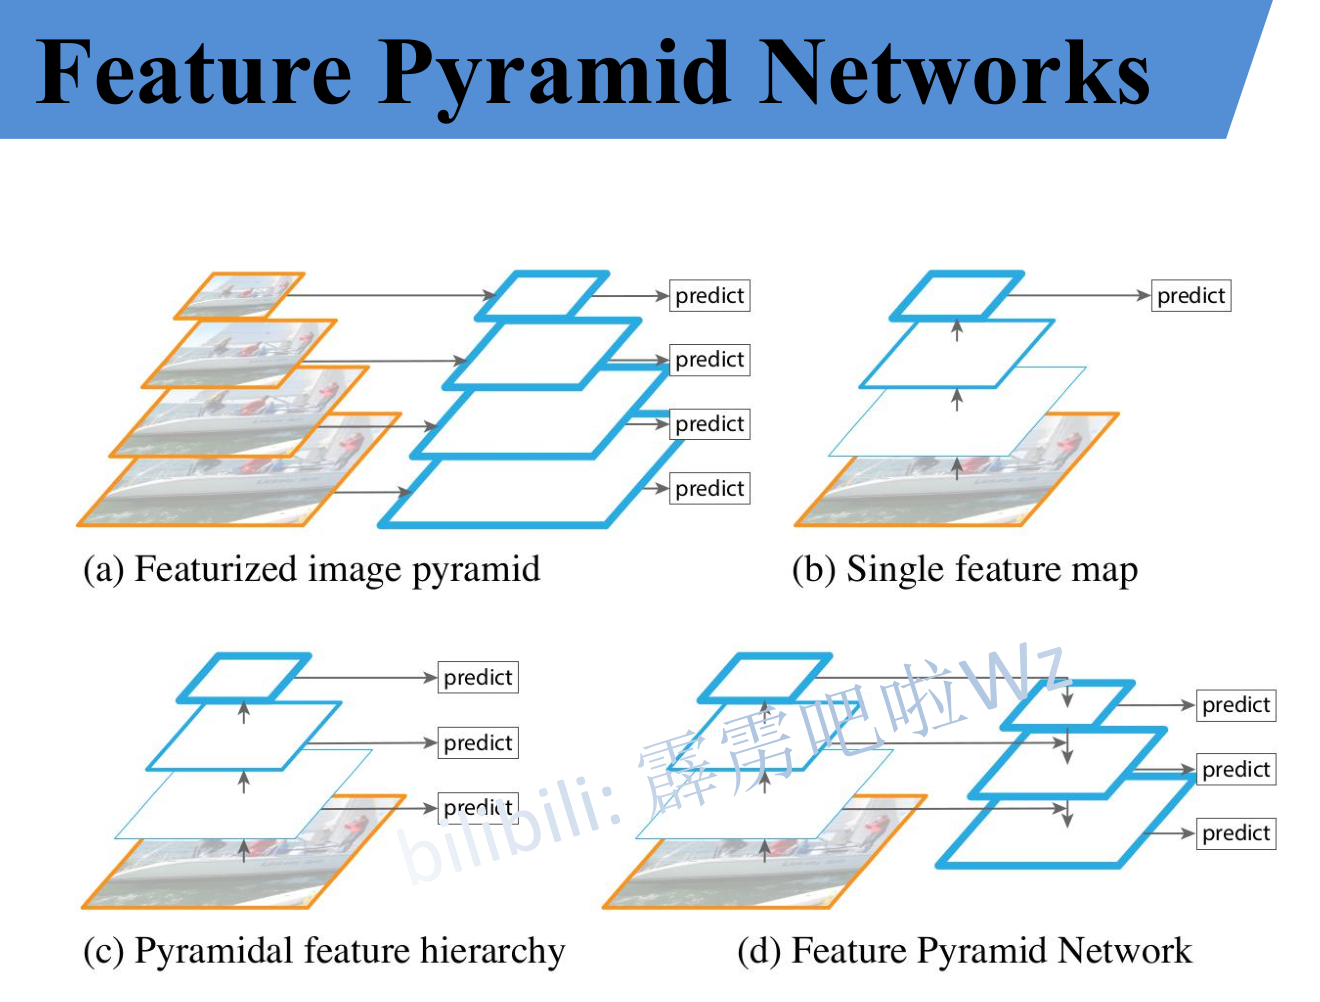 Feature Pyramid Networks
predict
predict
predict
predict
predict
(a) Featurized image pyramid
(b) Single feature map
predict
predict
predict
predict
predict
predict
(c) Pyramidal feature hierarchy
(d) Feature Pyramid Network
bilibili: 霹雳吧啦Wz